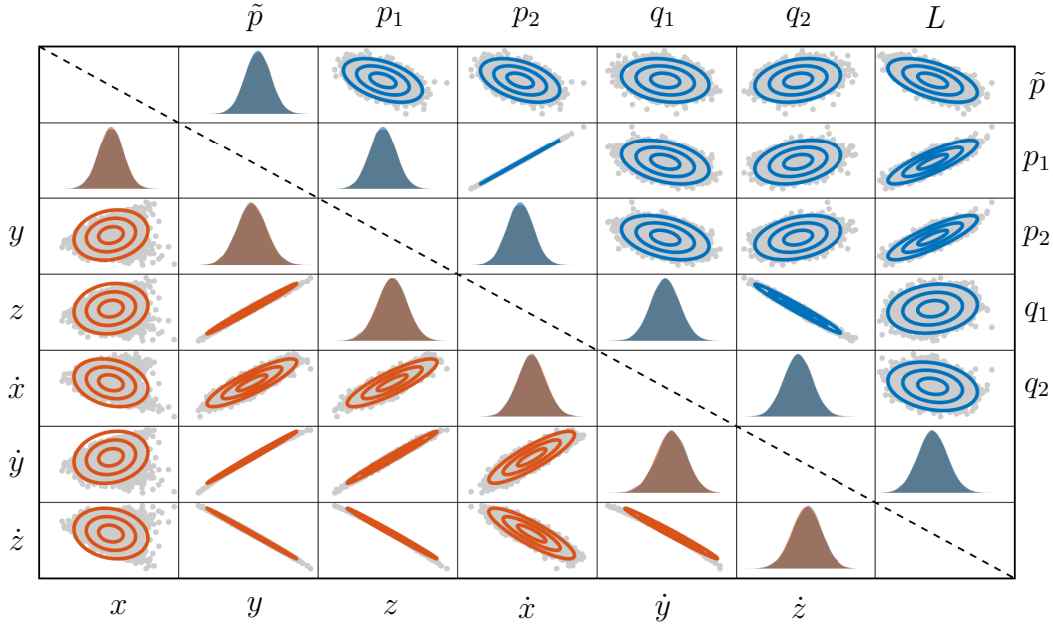 p̃ p₁ p₂ q₁ q₂ L
p̃
p₁
y p₂
z q₁
ẋ q₂
ẏ
ż
x y z ẋ ẏ ż